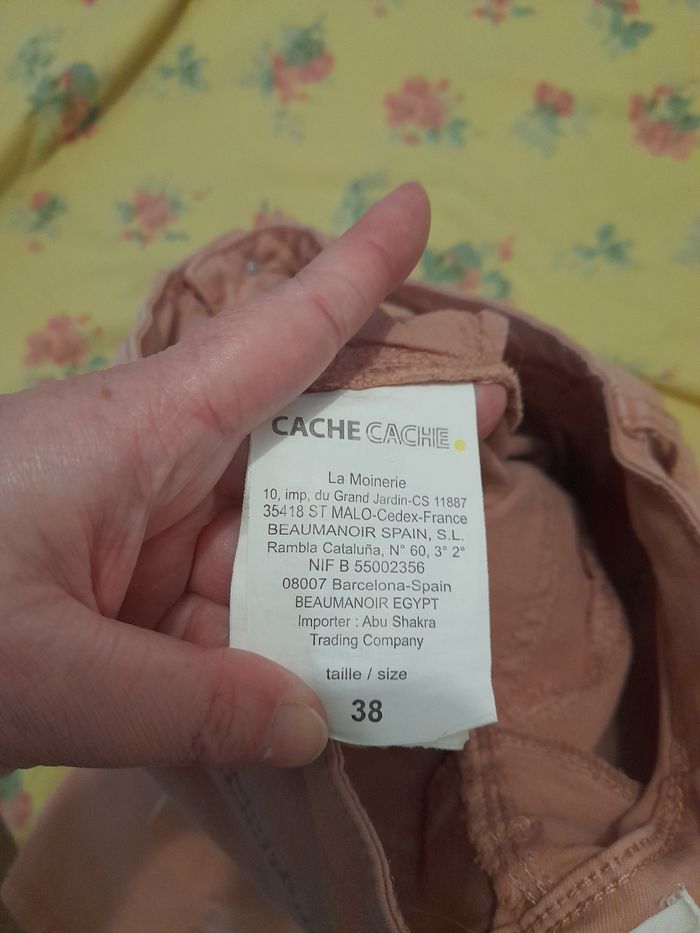 CACHE CACHE
La Moinerie
10, imp. du Grand Jardin-CS 11887
35418 ST MALO-Cedex-France
BEAUMANOIR SPAIN, S.L.
Rambla Cataluña, N° 60, 3° 2°
NIF B 55002356
08007 Barcelona-Spain
BEAUMANOIR EGYPT
Importer : Abu Shakra
Trading Company
taille / size
38